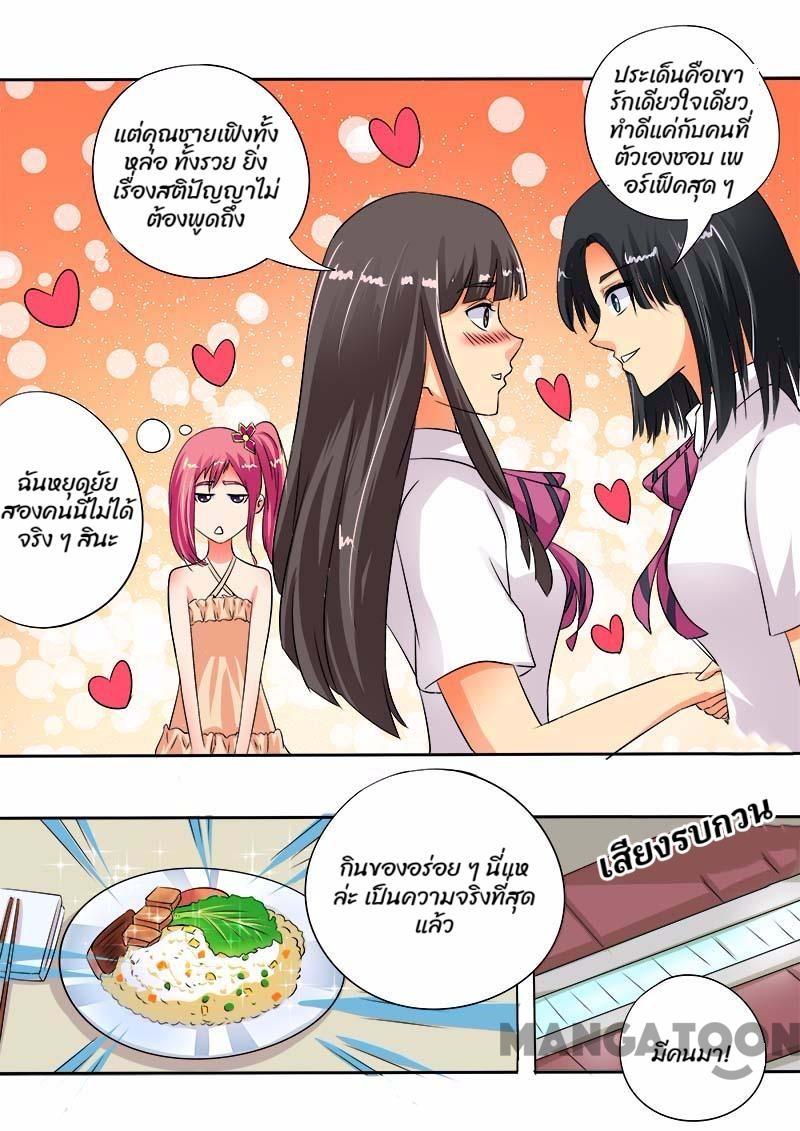 ประเด็นคือเขา
รักเดียวใจเดียว
ทำดีแค่กับคนที่
ตัวเองชอบ เพ
อร์เฟ็คสุด ๆ
แต่คุณชายเฟิงทั้ง
หล่อ ทั้งรวย ยิ่ง
เรื่องสติปัญญาไม่
ต้องพูดถึง
ฉันหยุดยัย
สองคนนี้ไม่ได้
จริง ๆ สินะ
กินของอร่อย ๆ นี่แห
ล่ะ เป็นความจริงที่สุด
แล้ว
เสียงรบกวน
มีคนมา!
MANGATOON